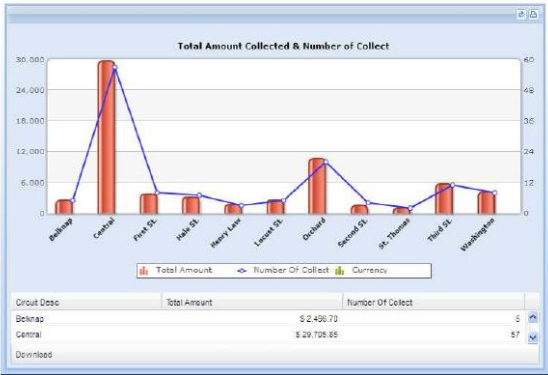 Total Amount Collected & Number of Collect
30.000 60
24.000 48
18.000 36
12.000 24
6.000 12
0 0
Belknap Central First St. Hale St. Henry Law Locust St. Orchard Second St. St. Thomas Third St. Washington
Total Amount Number Of Collect Currency
Circuit Desc Total Amount Number Of Collect
Belknap 5
Central $ 29,705.85 57
Download